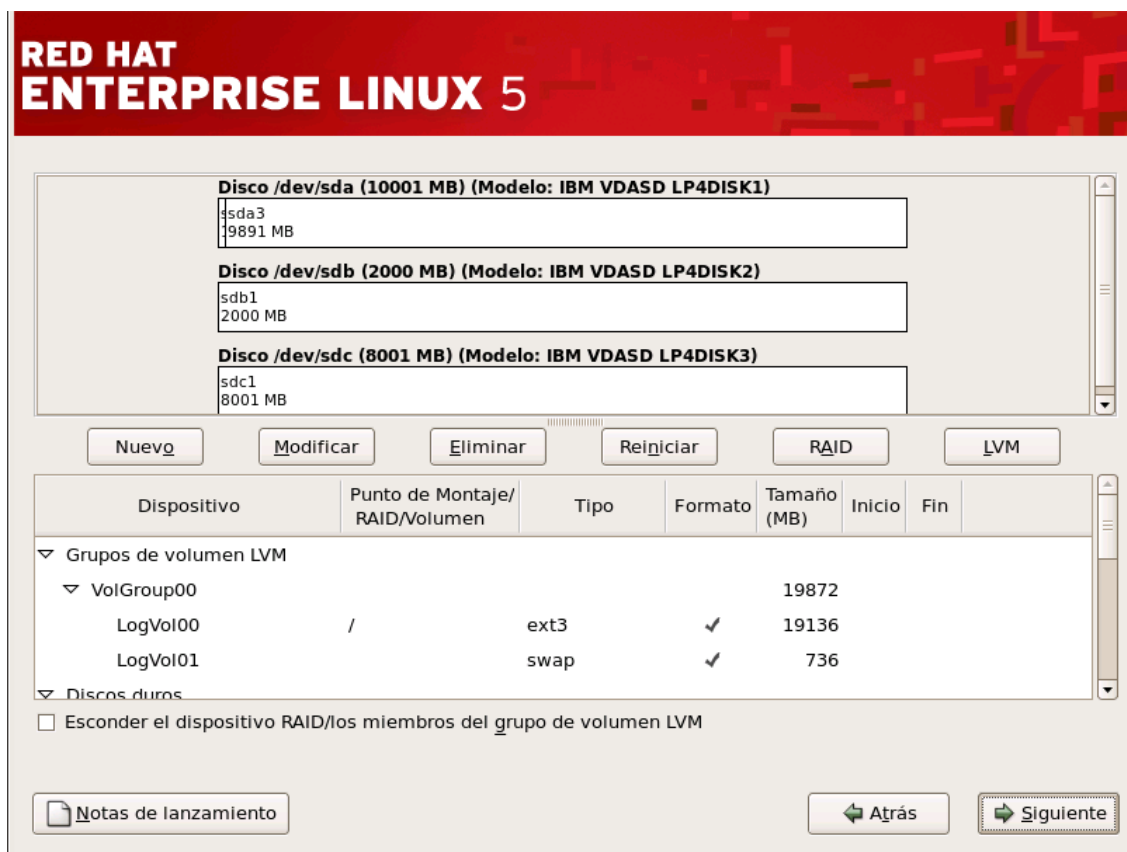 RED HAT
ENTERPRISE LINUX 5
Disco /dev/sda (10001 MB) (Modelo: IBM VDASD LP4DISK1)
sda3
9891 MB
Disco /dev/sdb (2000 MB) (Modelo: IBM VDASD LP4DISK2)
sdb1
2000 MB
Disco /dev/sdc (8001 MB) (Modelo: IBM VDASD LP4DISK3)
sdc1
8001 MB
Nuevo Modificar Eliminar Reiniciar RAID LVM
Dispositivo Punto de Montaje/ RAID/Volumen Tipo Formato Tamaño (MB) Inicio Fin
Grupos de volumen LVM
VolGroup00 19872
LogVol00 / ext3 19136
LogVol01 swap 736
Discos duros
Esconder el dispositivo RAID/los miembros del grupo de volumen LVM
Notas de lanzamiento Atrás Siguiente